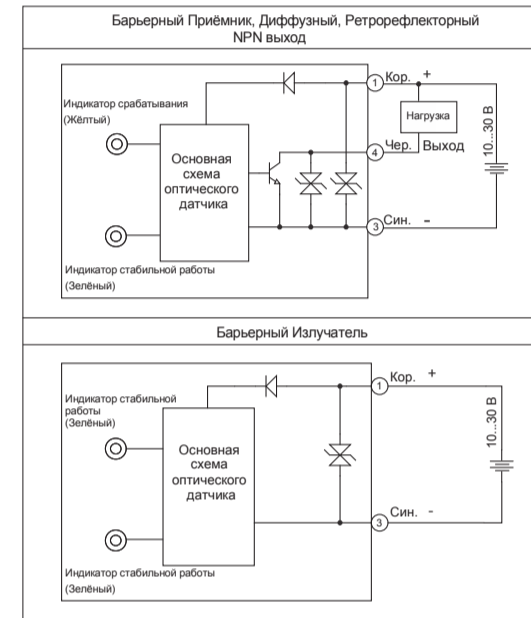 Барьерный Приёмник, Диффузный, Ретрорефлекторный
NPN выход
Индикатор срабатывания
(Жёлтый)
Основная
схема
оптического
датчика
Индикатор стабильной работы
(Зелёный)
1 Кор. +
Нагрузка
4 Чер. Выход
10...30 В
3 Син. -
Барьерный Излучатель
Индикатор стабильной
работы
(Зелёный)
Основная
схема
оптического
датчика
Индикатор стабильной работы
(Зелёный)
1 Кор. +
10...30 В
3 Син. -